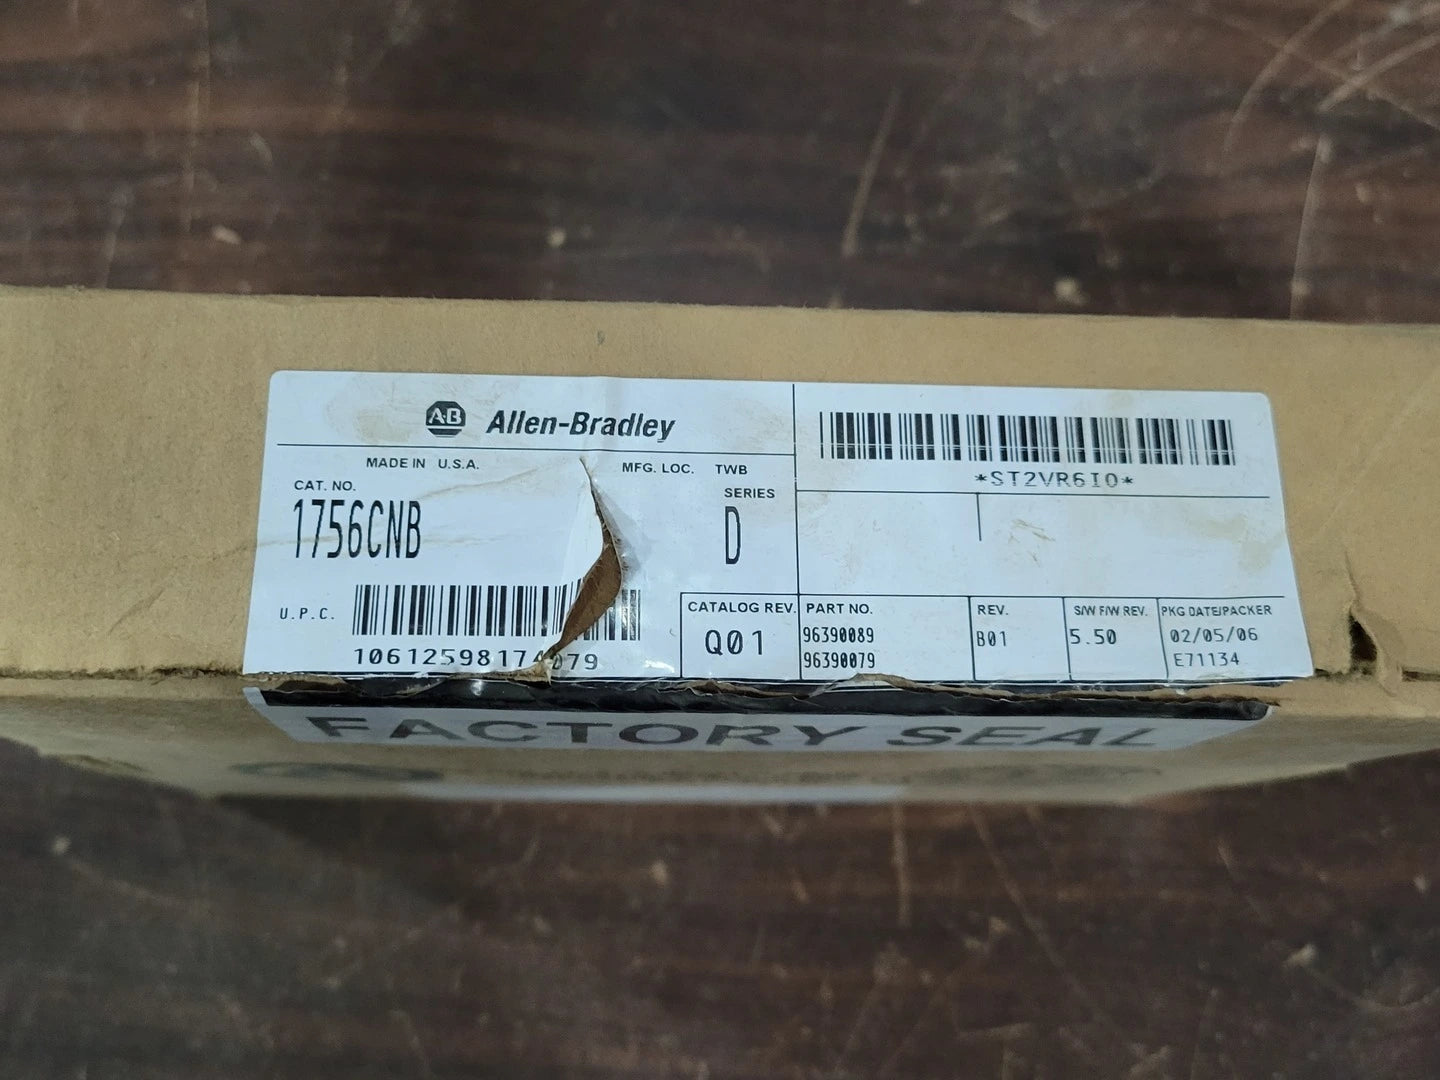 A·B Allen-Bradley
MADE IN U.S.A. MFG. LOC. TWB
CAT. NO. SERIES
1756CNB D
U.P.C.
CATALOG REV.
Q01
*ST2VR6I0*
PART NO. REV. S/W F/W REV. PKG DATE/PACKER
96390089 B01 5.50 02/05/06
96390079 E71134
FACTORY SEAL